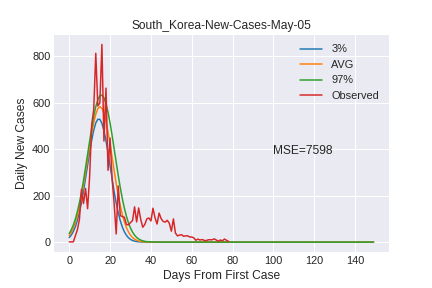 South_Korea-New-Cases-May-05
3%
AVG
97%
Observed
MSE=7598
Daily New Cases
800
600
400
200
0
0 20 40 60 80 100 120 140
Days From First Case